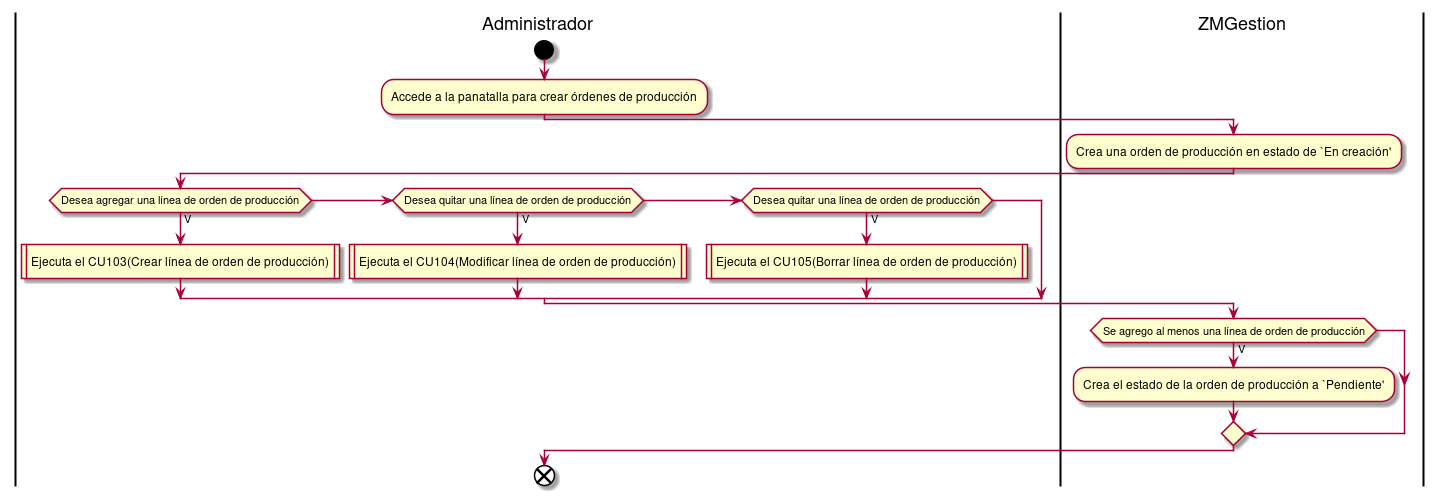 Administrador
ZMGestion
Accede a la panatalla para crear órdenes de producción
Crea una orden de producción en estado de `En creación'
Desea agregar una línea de orden de producción
Desea quitar una línea de orden de producción
Desea quitar una línea de orden de producción
V
V
V
Ejecuta el CU103(Crear línea de orden de producción)
Ejecuta el CU104(Modificar línea de orden de producción)
Ejecuta el CU105(Borrar línea de orden de producción)
Se agrego al menos una línea de orden de producción
V
Crea el estado de la orden de producción a `Pendiente'